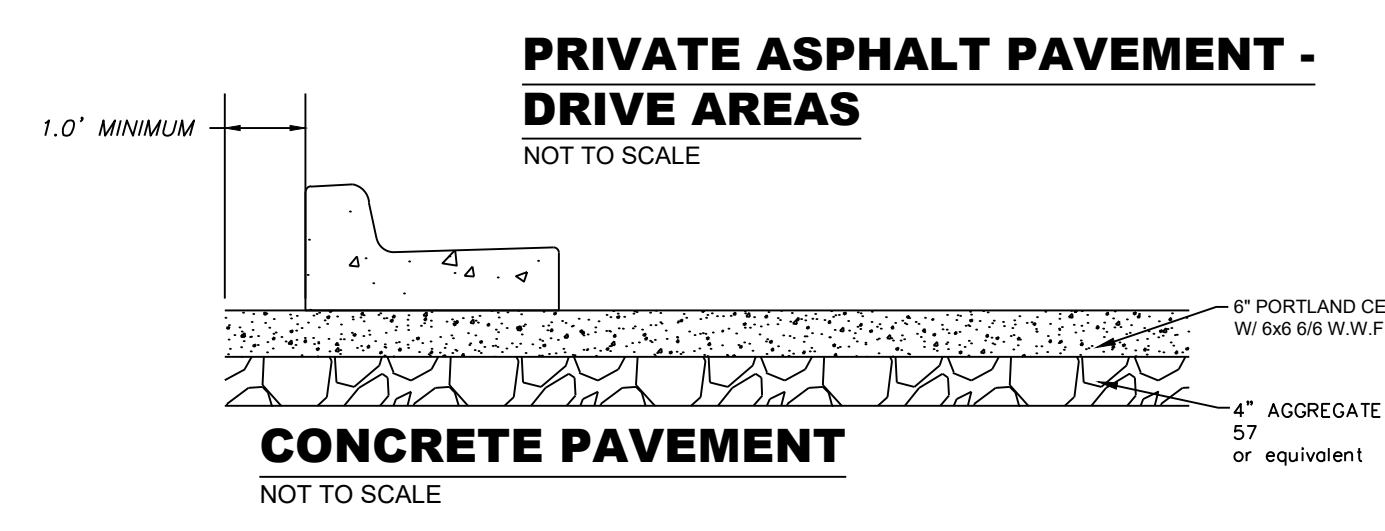 PRIVATE ASPHALT PAVEMENT -
DRIVE AREAS
NOT TO SCALE
1.0' MINIMUM
6" PORTLAND CE
W/ 6x6 6/6 W.W.F
4" AGGREGATE
57
or equivalent
CONCRETE PAVEMENT
NOT TO SCALE